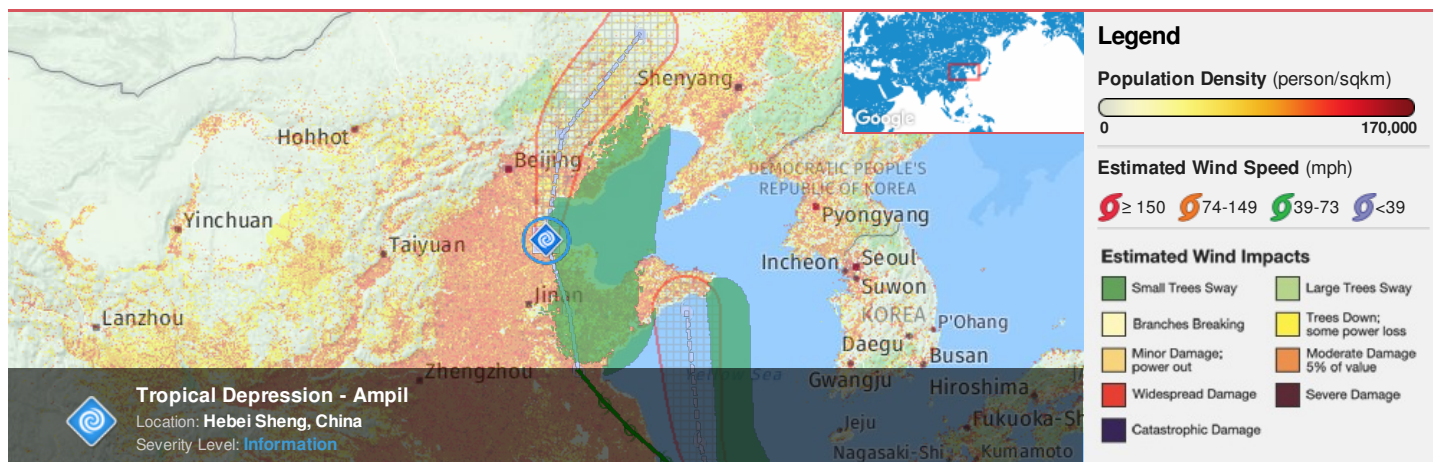 Shenyang
Google
Hohhot
Beijing
DEMOCRATIC PEOPLE'S
REPUBLIC OF KOREA
Pyongyang
Yinchuan
Taiyuan
Incheon
Seoul
Suwon
Jinan
Lanzhou
KOREA
P'Ohang
Daegu
Busan
Zhengzhou
Yellow Sea
Gwangju
Hiroshima
Jeju
Fukuoka-Sh
Nagasaki-Shi
Kumamoto
Tropical Depression - Ampil
Location: Hebei Sheng, China
Severity Level: Information
Legend
Population Density (person/sqkm)
0 170,000
Estimated Wind Speed (mph)
≥ 150 74-149 39-73 <39
Estimated Wind Impacts
Small Trees Sway
Large Trees Sway
Branches Breaking
Trees Down;
some power loss
Minor Damage;
power out
Moderate Damage
5% of value
Widespread Damage
Severe Damage
Catastrophic Damage